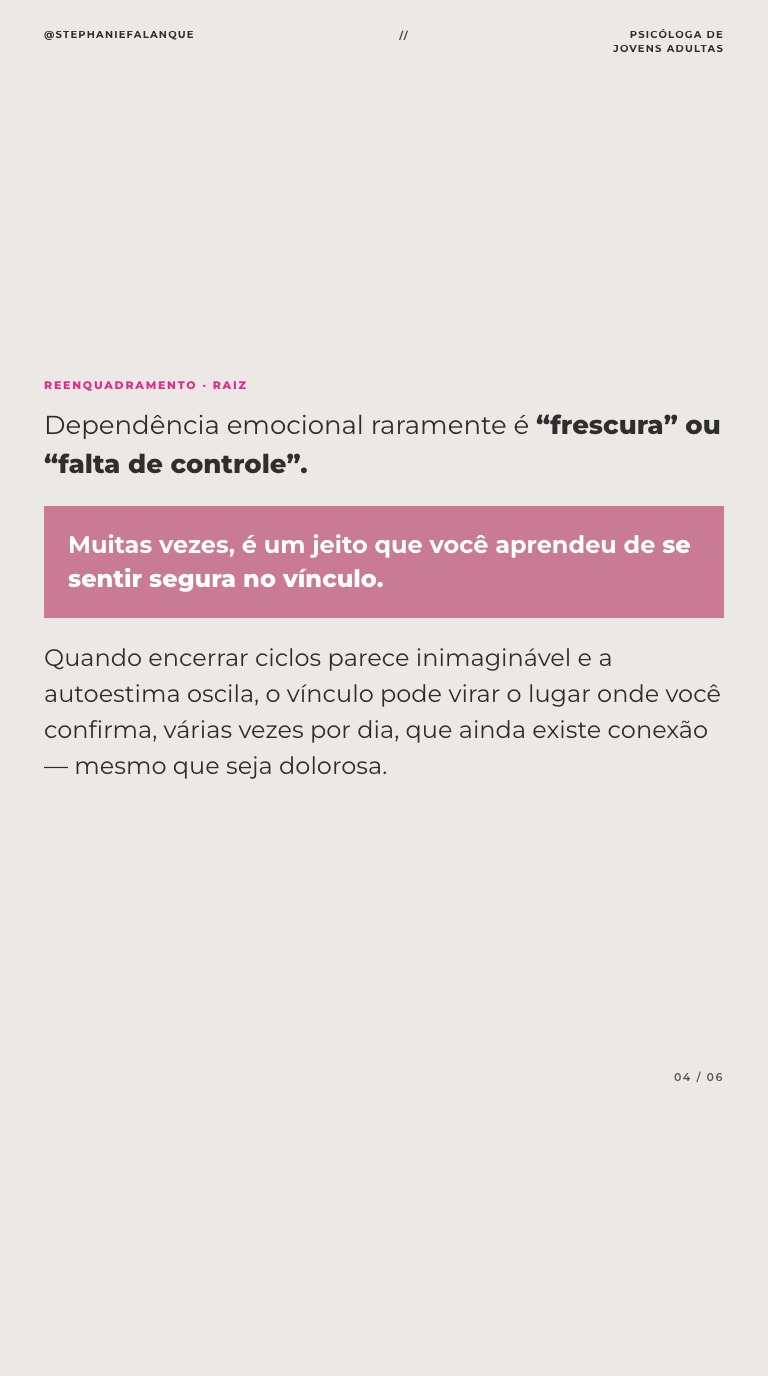 @STEPHANIEFALANQUE
//
PSICÓLOGA DE
JOVENS ADULTAS
REENQUADRAMENTO · RAIZ
Dependência emocional raramente é “frescura” ou
“falta de controle”.
Muitas vezes, é um jeito que você aprendeu de se
sentir segura no vínculo.
Quando encerrar ciclos parece inimaginável e a
autoestima oscila, o vínculo pode virar o lugar onde você
confirma, várias vezes por dia, que ainda existe conexão
— mesmo que seja dolorosa.
04 / 06